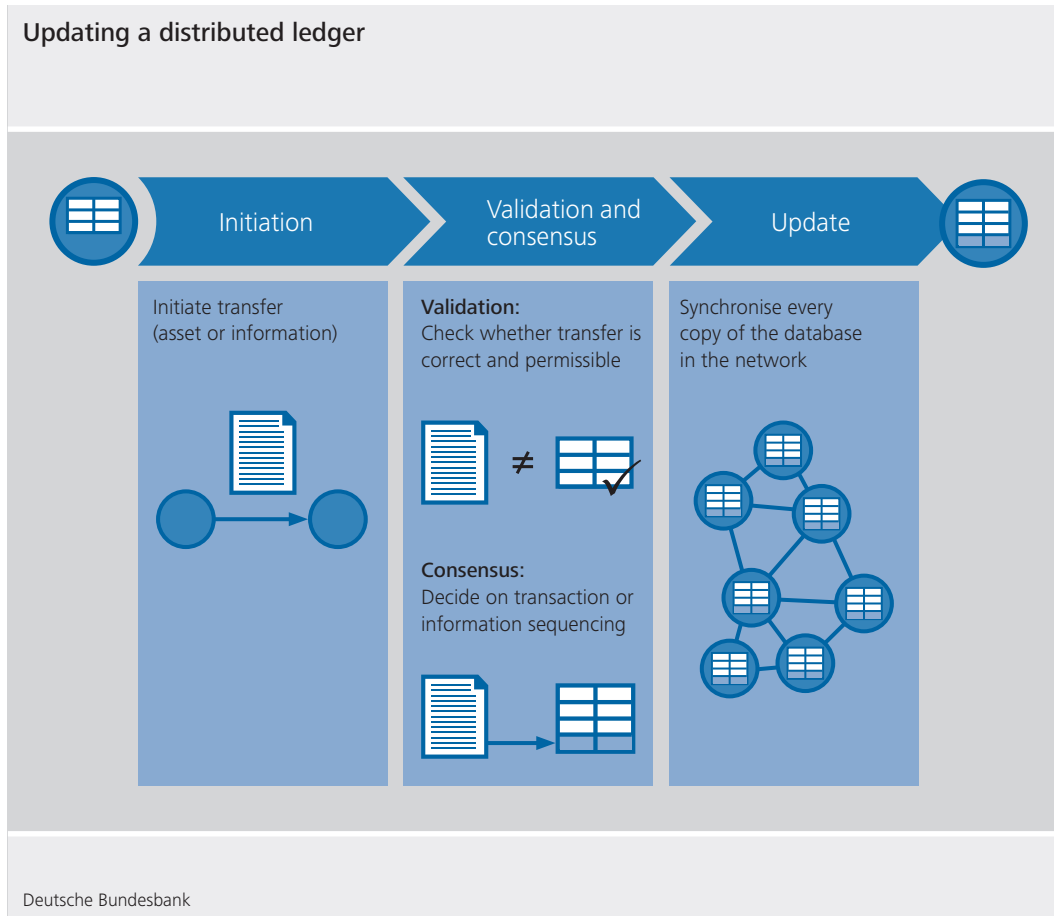 Updating a distributed ledger
Initiation
Validation and
consensus
Update
Initiate transfer
(asset or information)
Validation:
Check whether transfer is
correct and permissible
≠
Consensus:
Decide on transaction or
information sequencing
Synchronise every
copy of the database
in the network
Deutsche Bundesbank